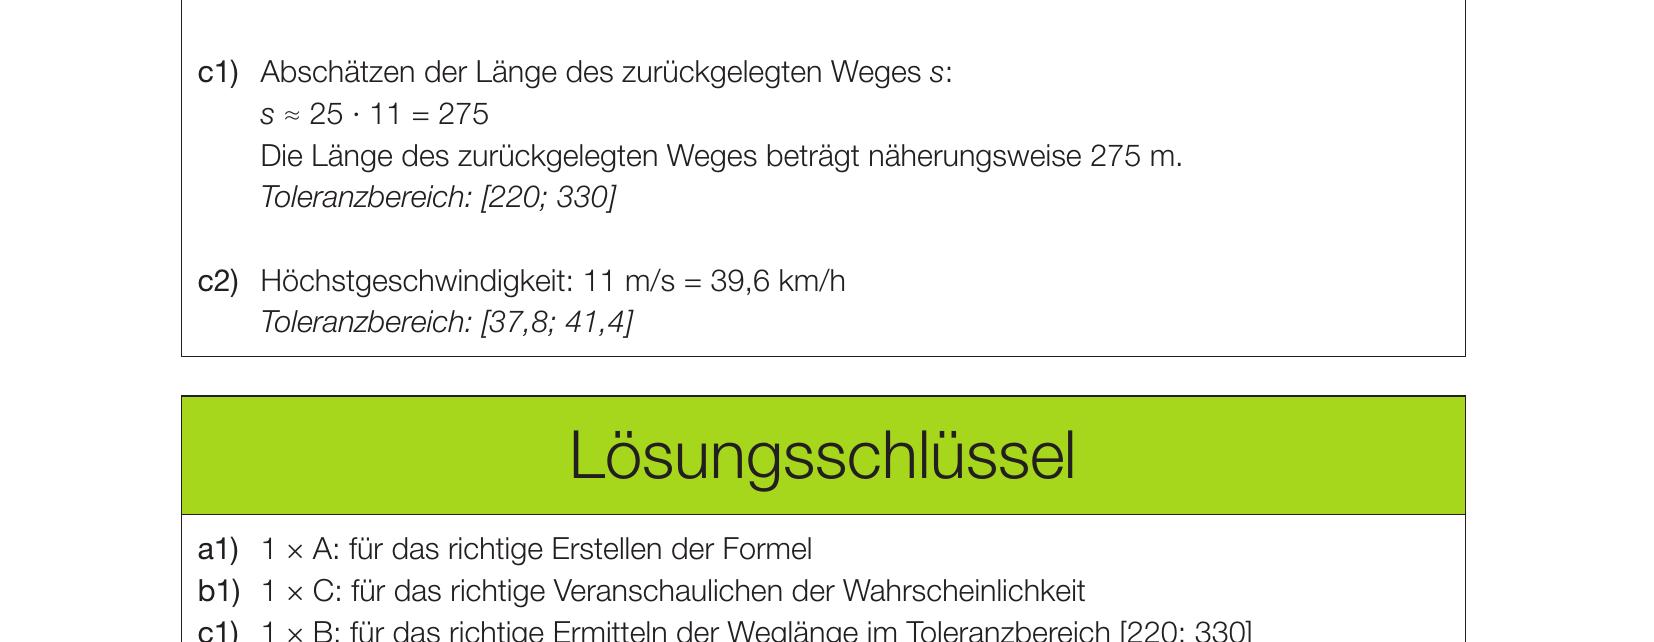 c1) Abschätzen der Länge des zurückgelegten Weges s:
s ≈ 25 · 11 = 275
Die Länge des zurückgelegten Weges beträgt näherungsweise 275 m.
Toleranzbereich: [220; 330]
c2) Höchstgeschwindigkeit: 11 m/s = 39,6 km/h
Toleranzbereich: [37,8; 41,4]
Lösungsschlüssel
a1) 1 × A: für das richtige Erstellen der Formel
b1) 1 × C: für das richtige Veranschaulichen der Wahrscheinlichkeit
c1) 1 × B: für das richtige Ermitteln der Weglänge im Toleranzbereich [220; 330]